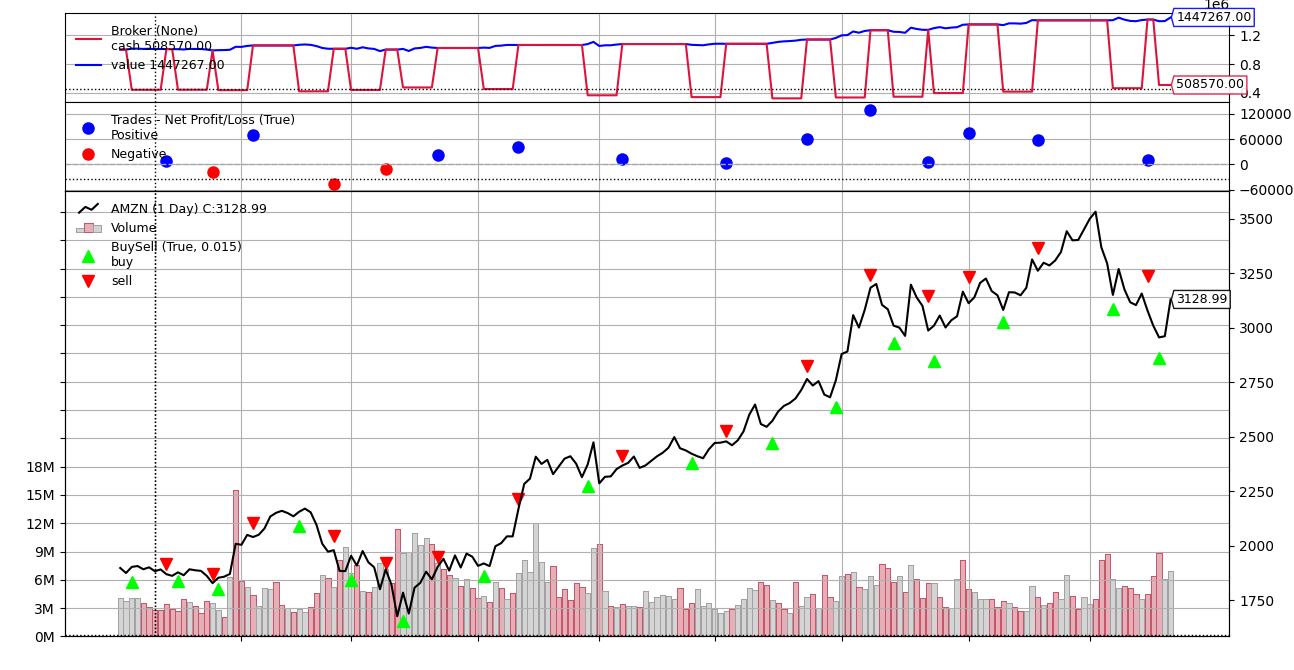 1e6
Broker (None)
cash 508570.00
value 1447267.00
1447267.00
1.2
0.8
508570.00
0.4
Trades - Net Profit/Loss (True)
Positive
Negative
120000
60000
0
−60000
AMZN (1 Day) C:3128.99
Volume
BuySell (True, 0.015)
buy
sell
3500
3250
3128.99
3000
2750
2500
2250
2000
1750
18M
15M
12M
9M
6M
3M
0M